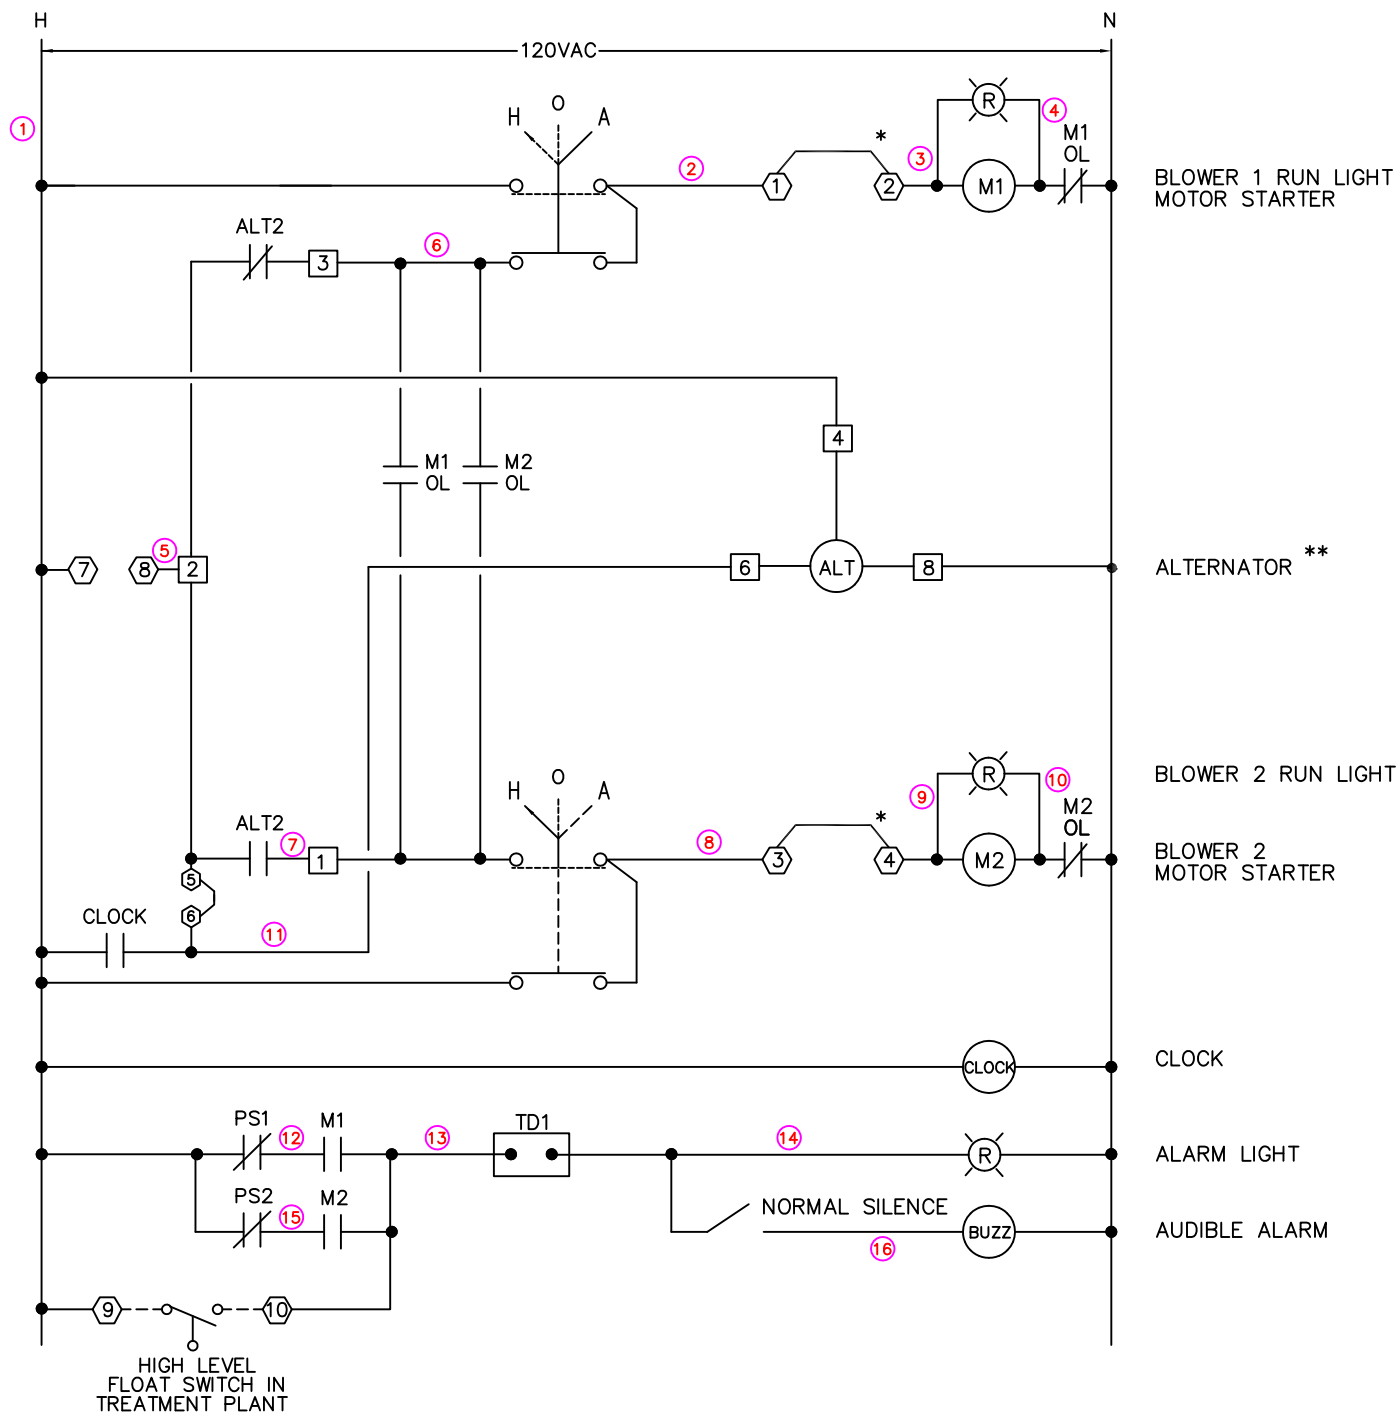 H
N
120VAC
1
H
O
A
2
1
*
2
3
R
4
M1
M1
OL
BLOWER 1 RUN LIGHT
MOTOR STARTER
ALT2
3
6
4
M1
OL
M2
OL
7
8
5
2
6
ALT
8
ALTERNATOR **
H
O
A
ALT2
7
1
8
3
*
4
9
R
10
M2
M2
OL
BLOWER 2 RUN LIGHT
BLOWER 2
MOTOR STARTER
5
6
CLOCK
11
CLOCK
CLOCK
PS1
12
M1
13
TD1
14
R
ALARM LIGHT
PS2
15
M2
NORMAL SILENCE
16
BUZZ
AUDIBLE ALARM
9
10
HIGH LEVEL
FLOAT SWITCH IN
TREATMENT PLANT